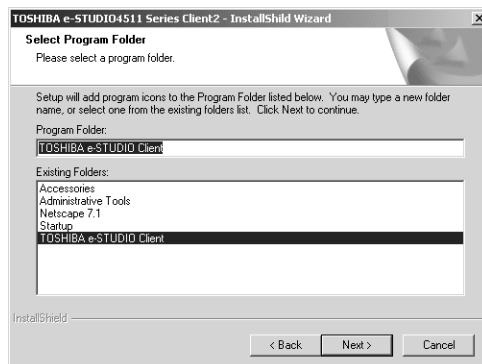 TOSHIBA e-STUDIO4511 Series Client2 - InstallShield Wizard
Select Program Folder
Please select a program folder.
Setup will add program icons to the Program Folder listed below. You may type a new folder
name, or select one from the existing folders list. Click Next to continue.
Program Folder:
TOSHIBA e-STUDIO Client
Existing Folders:
Accessories
Administrative Tools
Netscape 7.1
Startup
TOSHIBA e-STUDIO Client
InstallShield
< Back
Next >
Cancel